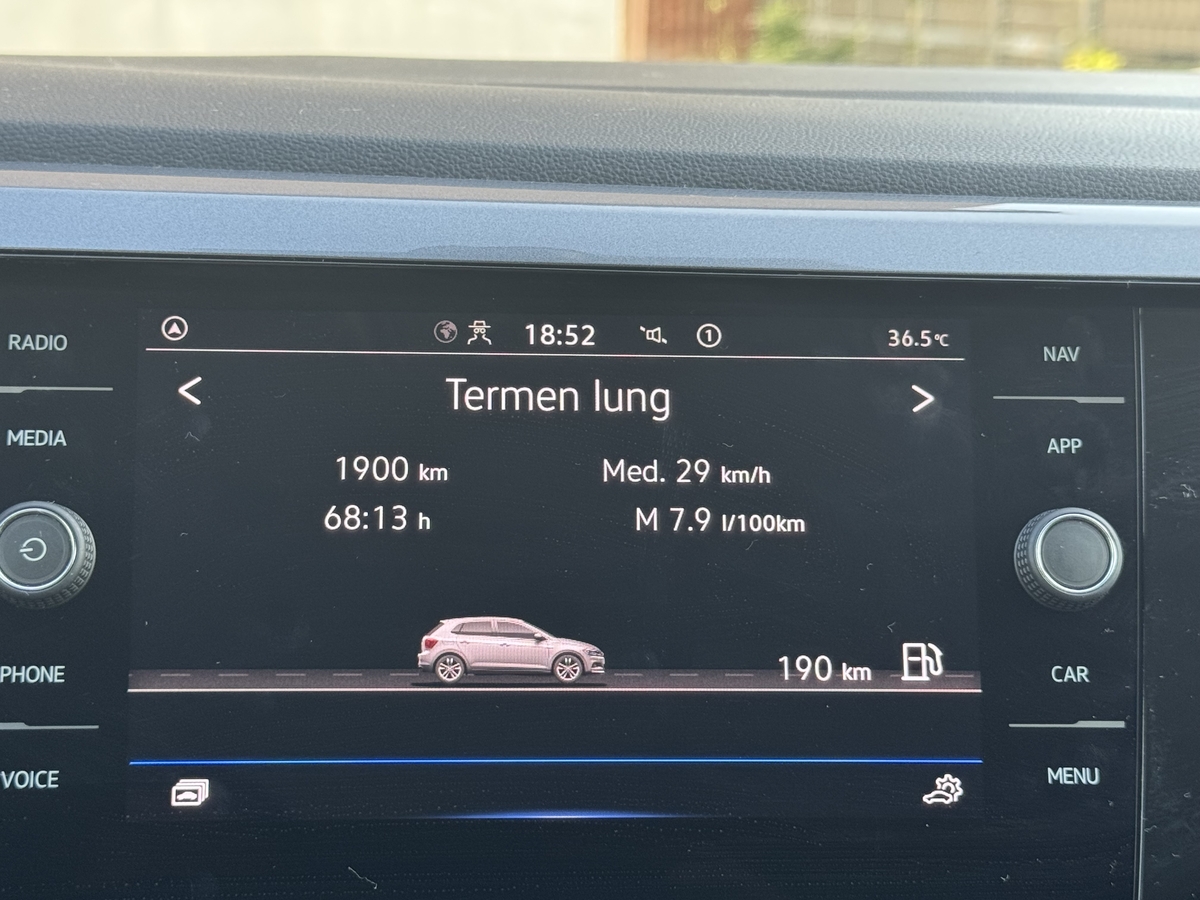 RADIO
MEDIA
PHONE
VOICE
18:52
1
36.5°C
< Termen lung >
1900 km
Med. 29 km/h
68:13 h
M 7.9 l/100km
190 km
NAV
APP
CAR
MENU